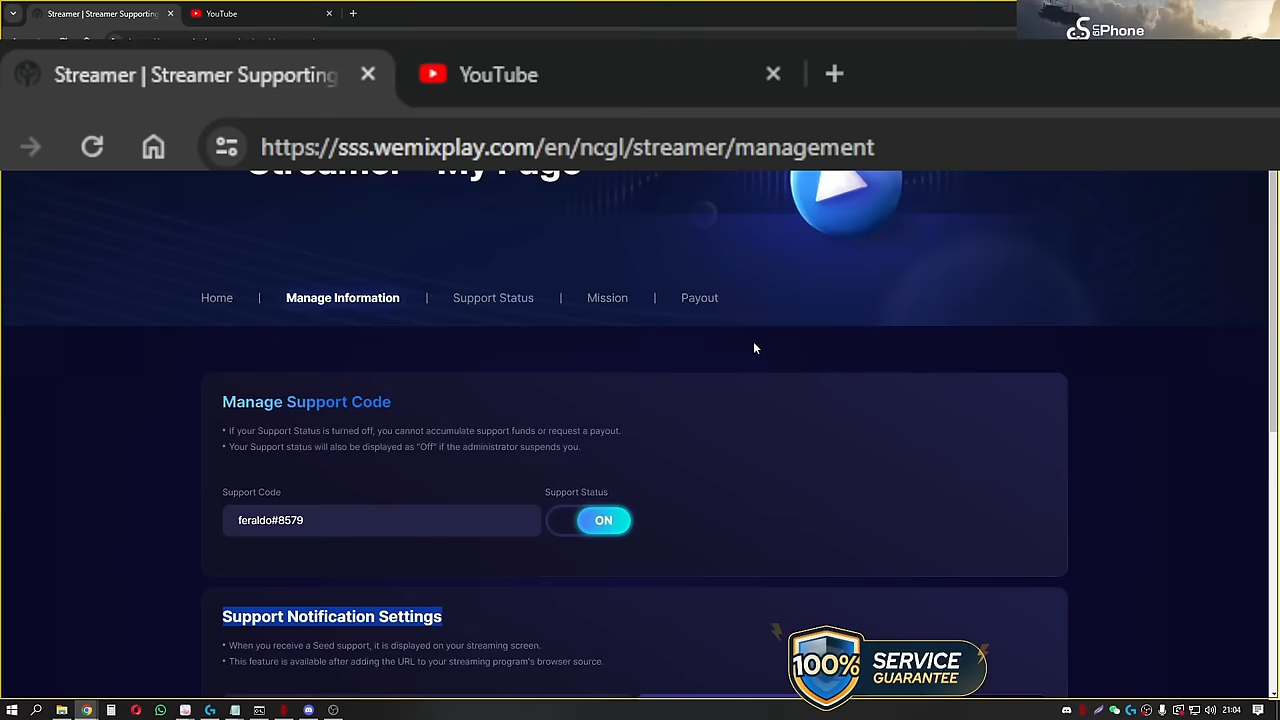 Streamer | Streamer Supporting
YouTube
GnPhone
Streamer | Streamer Supporting
YouTube
https://sss.wemixplay.com/en/ncgl/streamer/management
Streamer - My Page
Home | Manage Information | Support Status | Mission | Payout
Manage Support Code
• If your Support Status is turned off, you cannot accumulate support funds or request a payout.
• Your Support status will also be displayed as "Off" if the administrator suspends you.
Support Code
Support Status
feraldo#8579
ON
Support Notification Settings
• When you receive a Seed support, it is displayed on your streaming screen.
• This feature is available after adding the URL to your streaming program's browser source.
100%
SERVICE
GUARANTEE
21:04